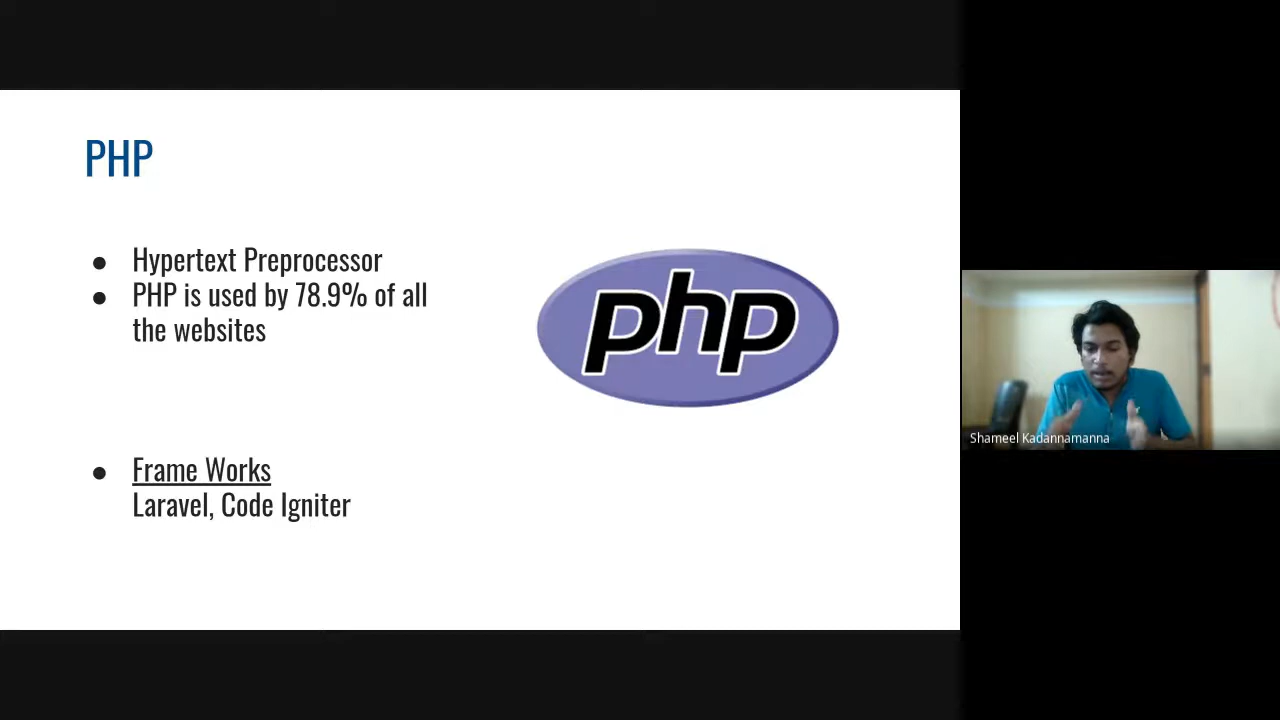 PHP
● Hypertext Preprocessor
● PHP is used by 78.9% of all
the websites
php
● Frame Works
Laravel, Code Igniter
Shameel Kadannamanna